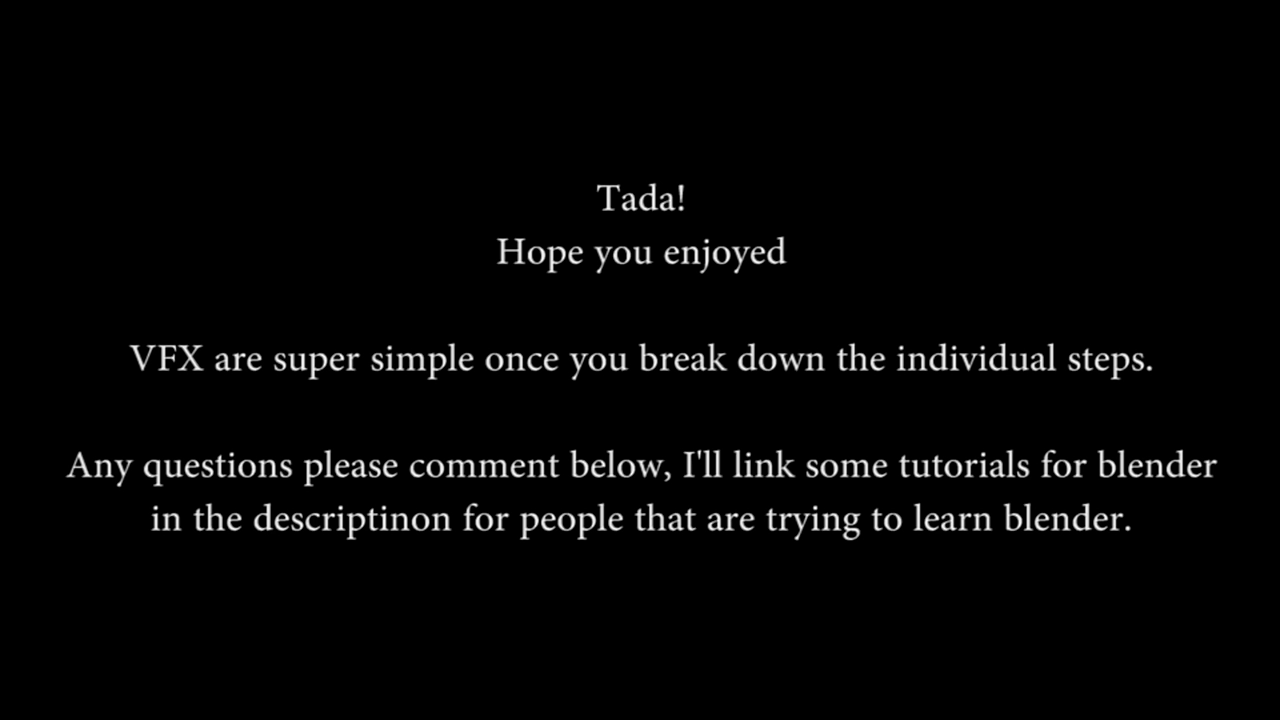 Tada!
Hope you enjoyed
VFX are super simple once you break down the individual steps.
Any questions please comment below, I'll link some tutorials for blender
in the descriptinon for people that are trying to learn blender.